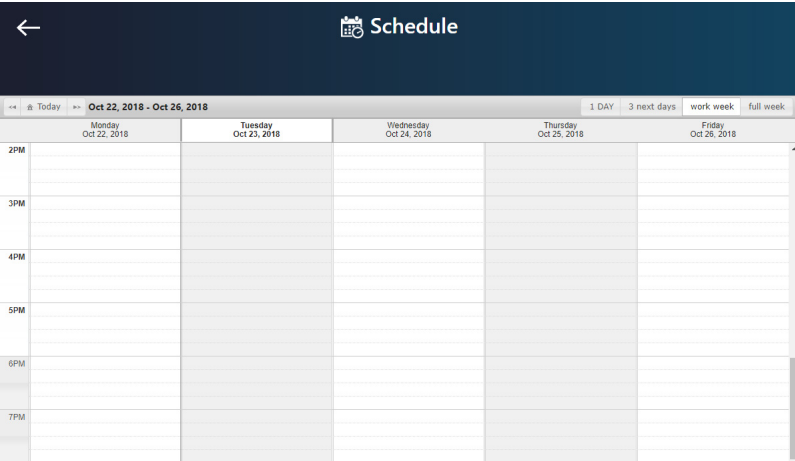 Schedule
Today Oct 22, 2018 - Oct 26, 2018 1 DAY 3 next days work week full week
Monday Tuesday Wednesday Thursday Friday
Oct 22, 2018 Oct 23, 2018 Oct 24, 2018 Oct 25, 2018 Oct 26, 2018
2PM
3PM
4PM
5PM
6PM
7PM